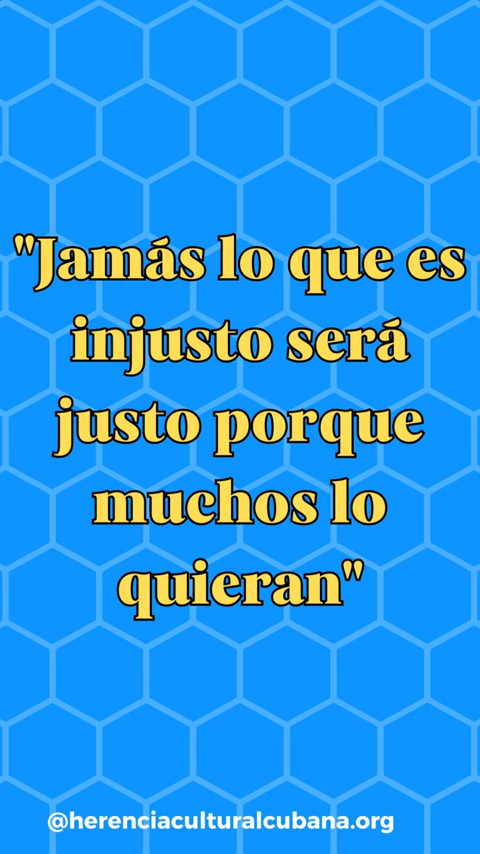 "Jamás lo que es
injusto será
justo porque
muchos lo
quieran"
@herenciaculturalcubana.org